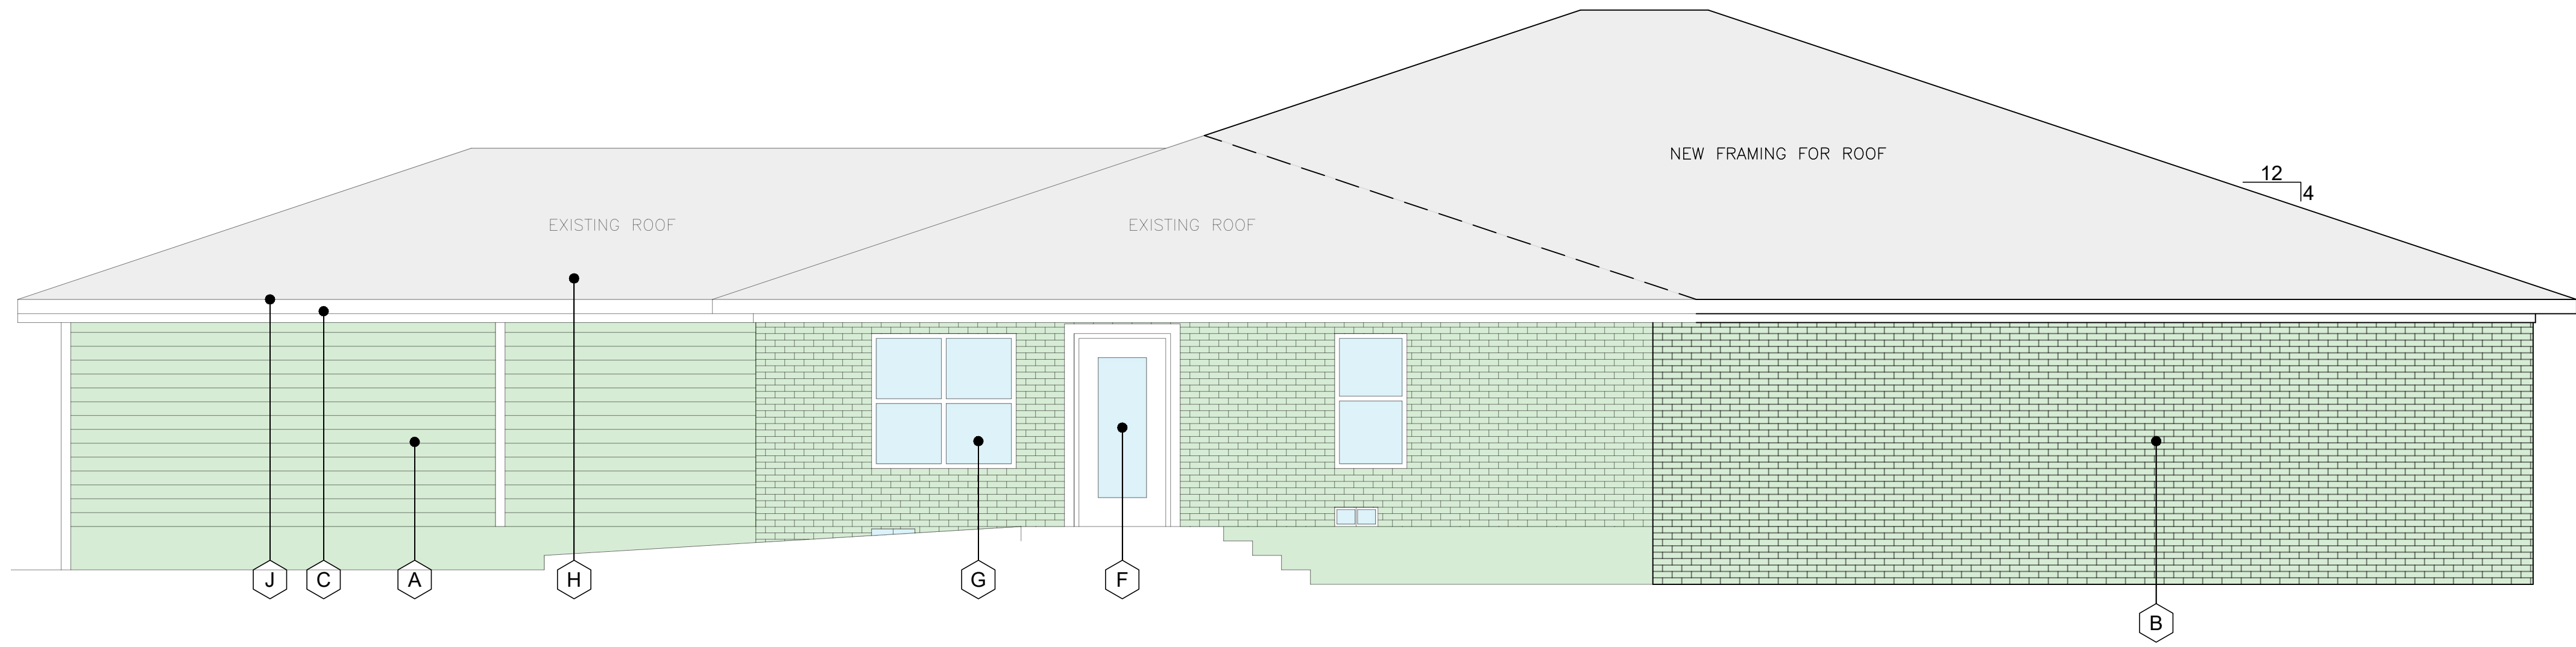 NEW FRAMING FOR ROOF
12
4
EXISTING ROOF
EXISTING ROOF
J
C
A
H
G
F
B